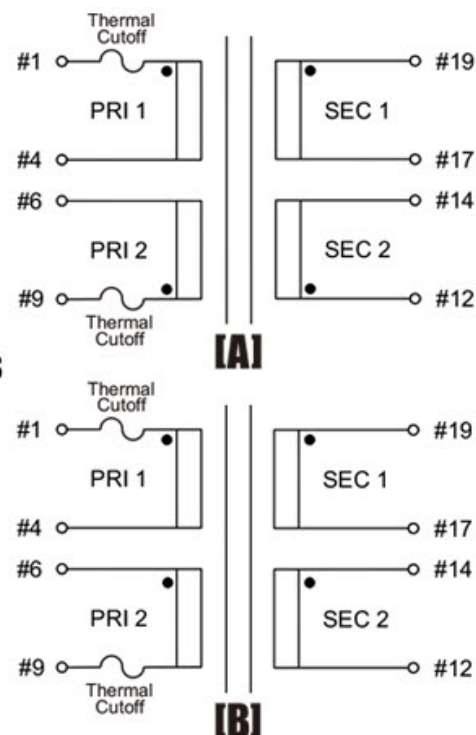 Thermal
Cutoff
#1
PRI 1
#4
#19
SEC 1
#17
#6
PRI 2
#9
Thermal
Cutoff
#14
SEC 2
#12
[A]
Thermal
Cutoff
#1
PRI 1
#4
#19
SEC 1
#17
#6
PRI 2
#9
Thermal
Cutoff
#14
SEC 2
#12
[B]